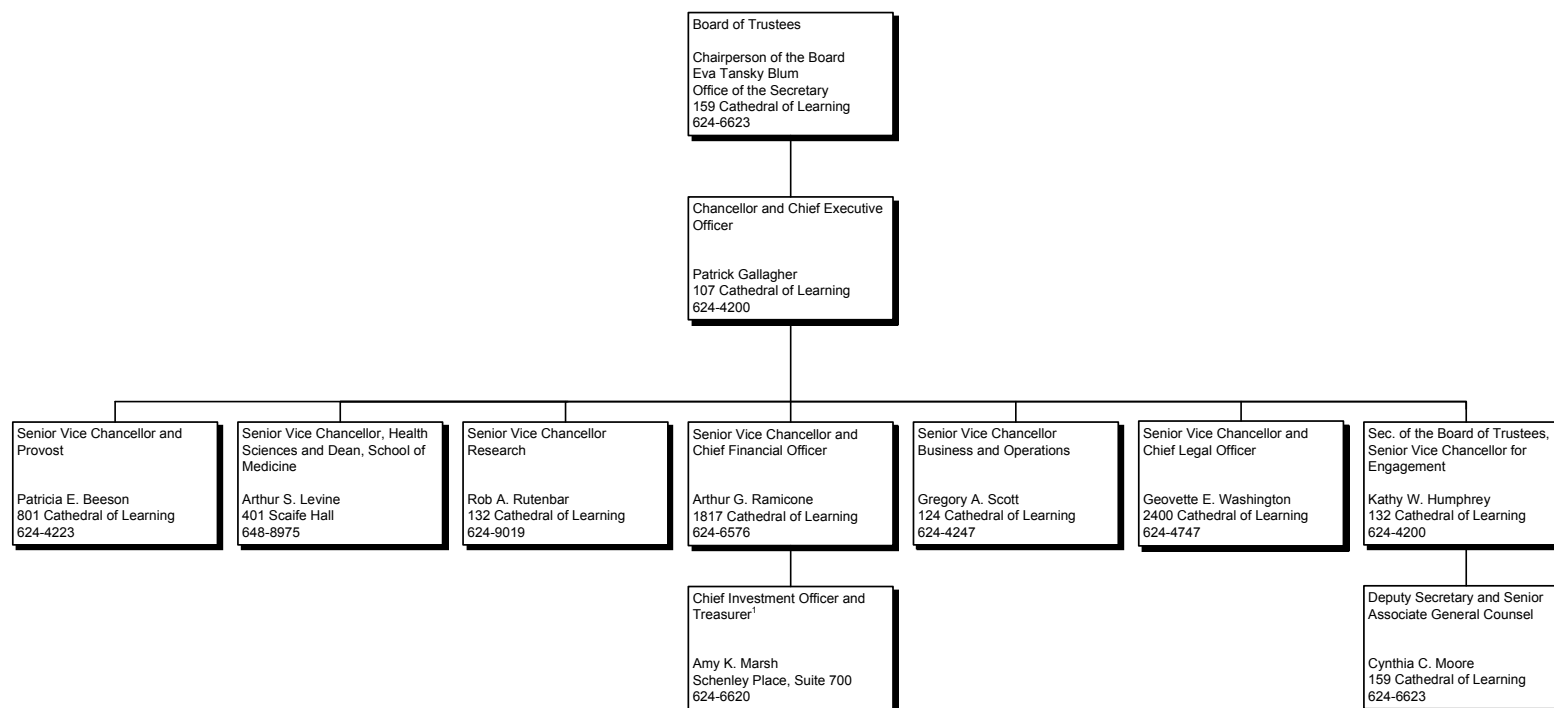 Board of Trustees
Chairperson of the Board
Eva Tansky Blum
Office of the Secretary
159 Cathedral of Learning
624-6623
Chancellor and Chief Executive
Officer
Patrick Gallagher
107 Cathedral of Learning
624-4200
Senior Vice Chancellor and
Provost
Patricia E. Beeson
801 Cathedral of Learning
624-4223
Senior Vice Chancellor, Health
Sciences and Dean, School of
Medicine
Arthur S. Levine
401 Scaife Hall
648-8975
Senior Vice Chancellor
Research
Rob A. Rutenbar
132 Cathedral of Learning
624-9019
Senior Vice Chancellor and
Chief Financial Officer
Arthur G. Ramicone
1817 Cathedral of Learning
624-6576
Senior Vice Chancellor
Business and Operations
Gregory A. Scott
124 Cathedral of Learning
624-4247
Senior Vice Chancellor and
Chief Legal Officer
Geovette E. Washington
2400 Cathedral of Learning
624-4747
Sec. of the Board of Trustees,
Senior Vice Chancellor for
Engagement
Kathy W. Humphrey
132 Cathedral of Learning
624-4200
Chief Investment Officer and
Treasurer¹
Amy K. Marsh
Schenley Place, Suite 700
624-6620
Deputy Secretary and Senior
Associate General Counsel
Cynthia C. Moore
159 Cathedral of Learning
624-6623